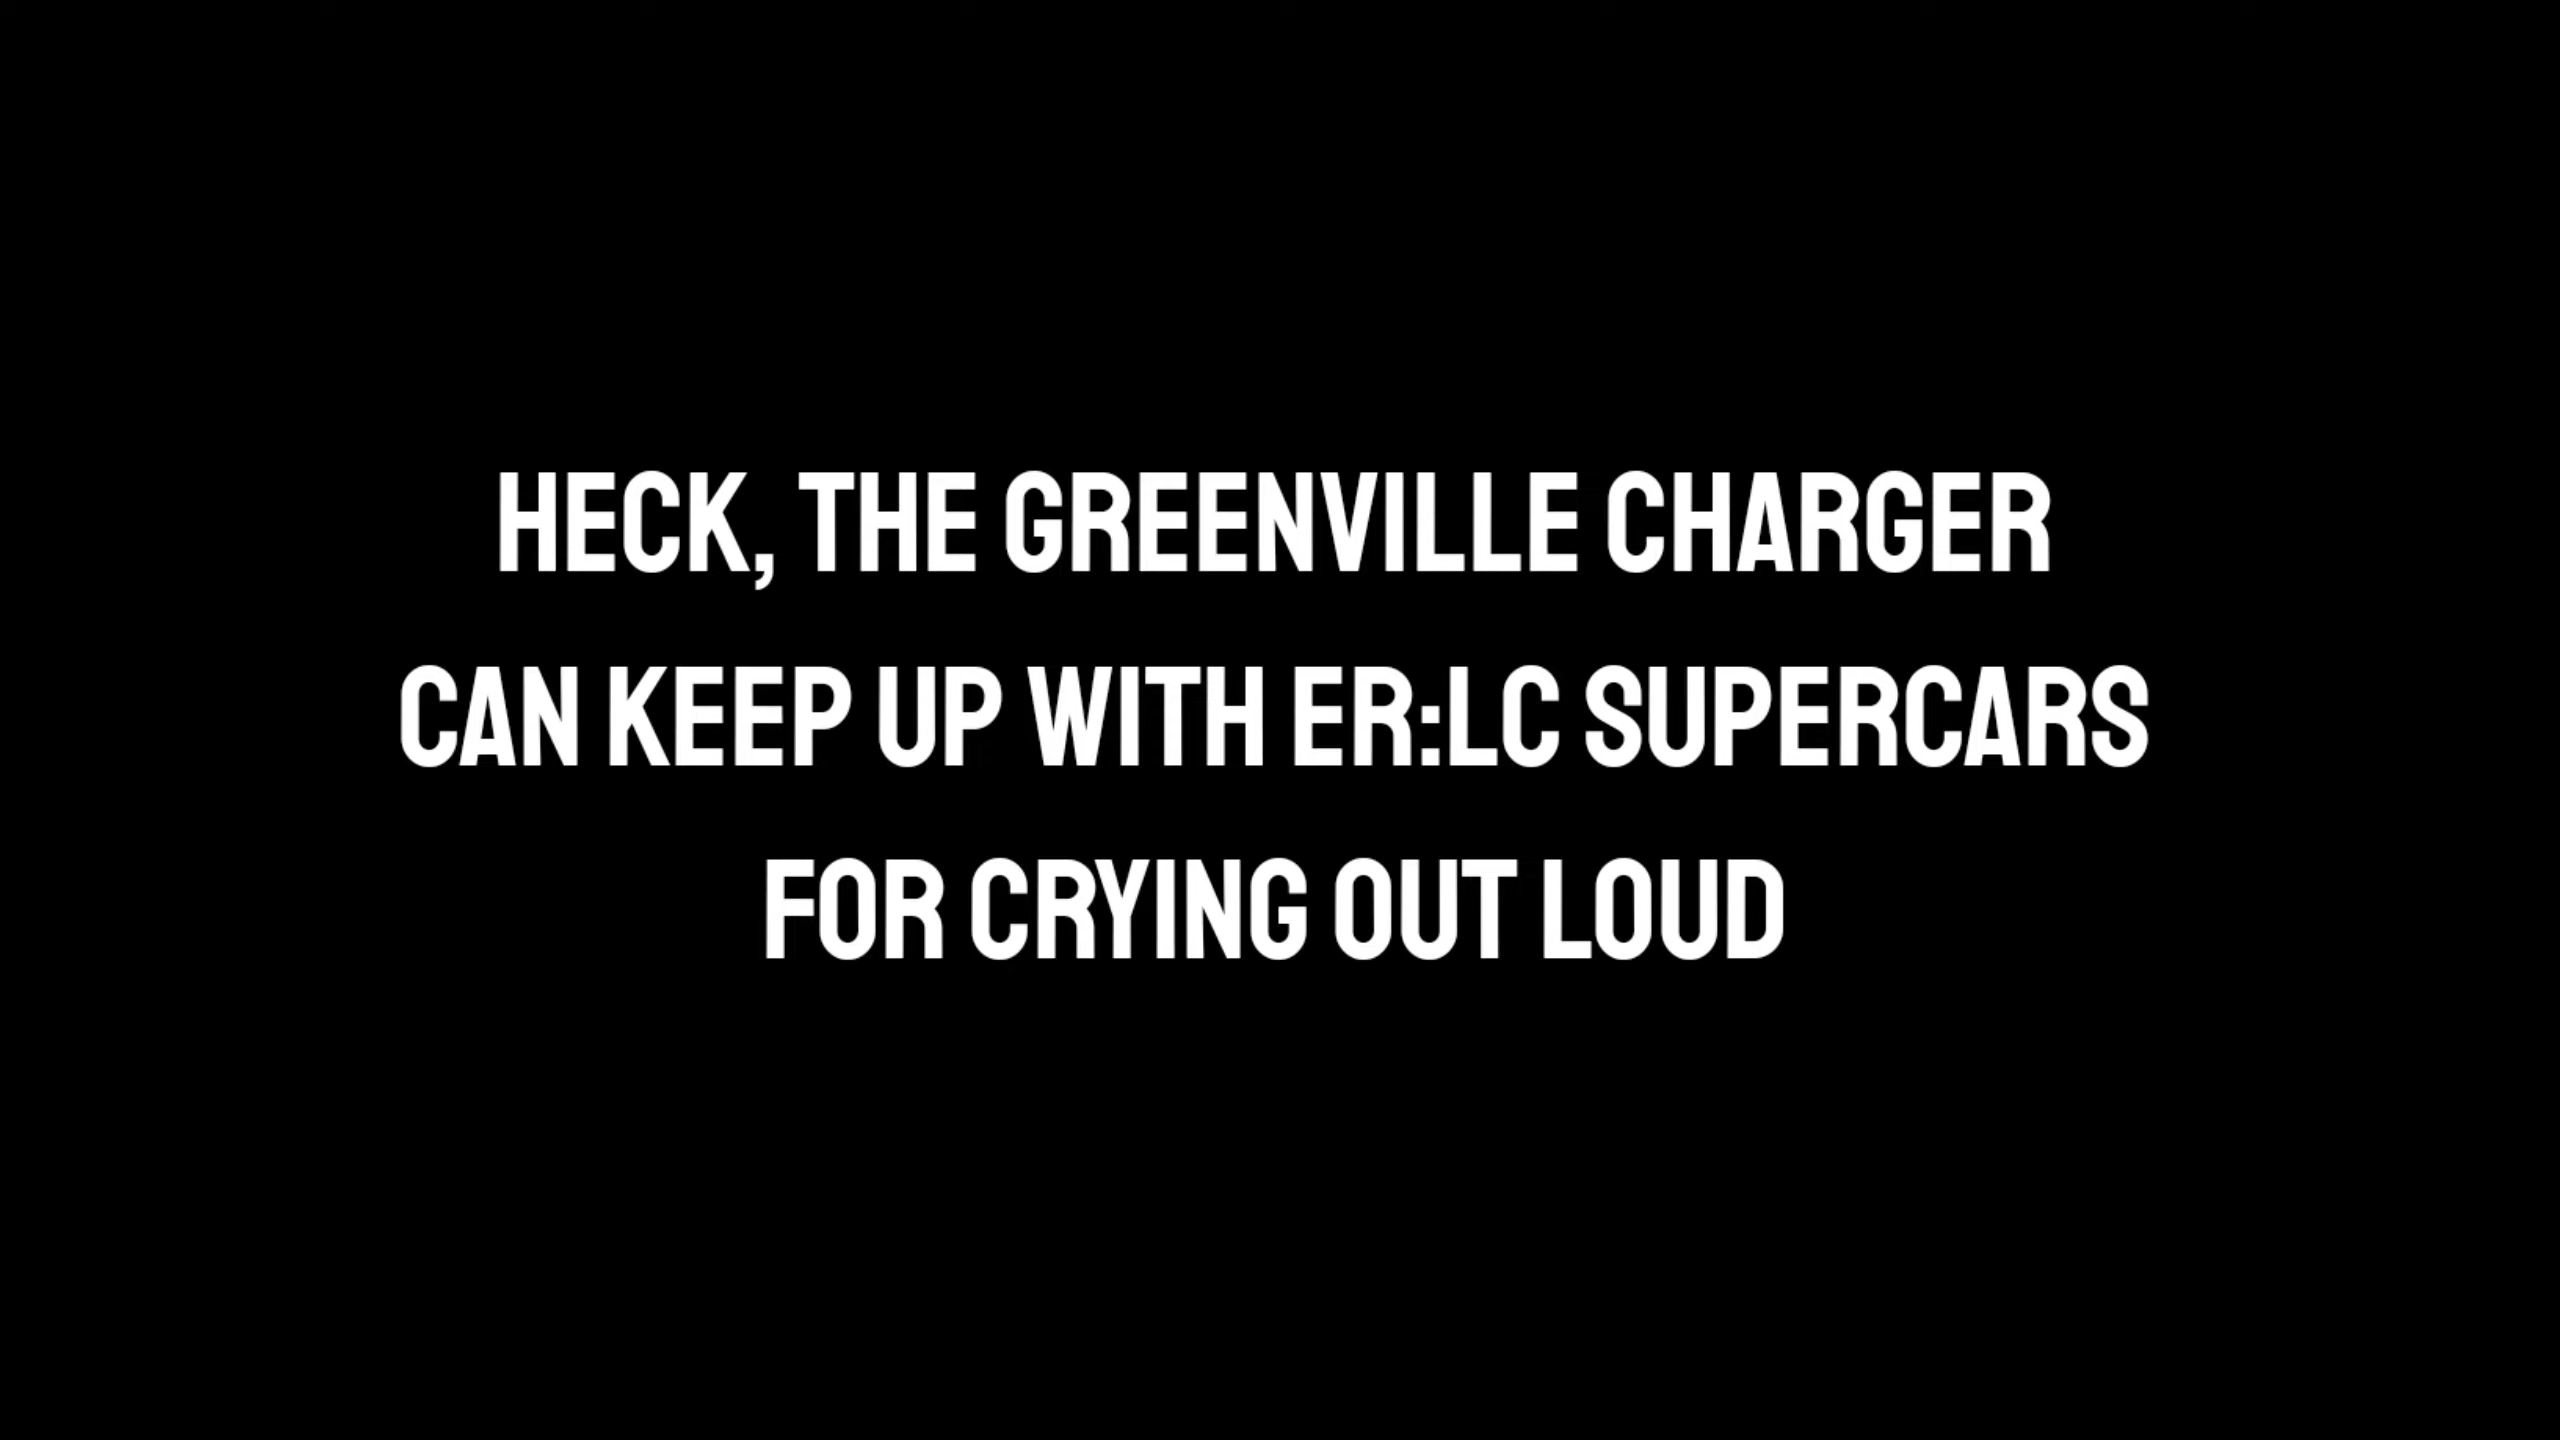 HECK, THE GREENVILLE CHARGER
CAN KEEP UP WITH ER:LC SUPERCARS
FOR CRYING OUT LOUD